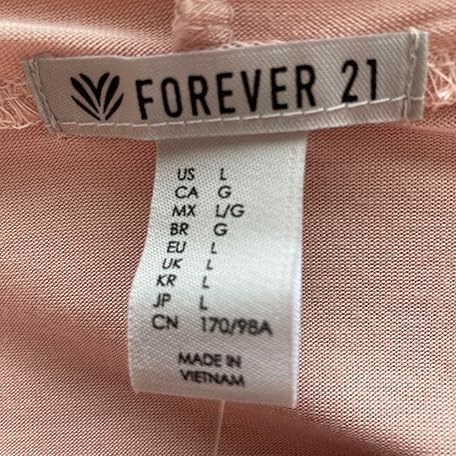 FOREVER 21
US L
CA G
MX L/G
BR G
EU L
UK L
KR L
JP L
CN 170/98A
MADE IN
VIETNAM